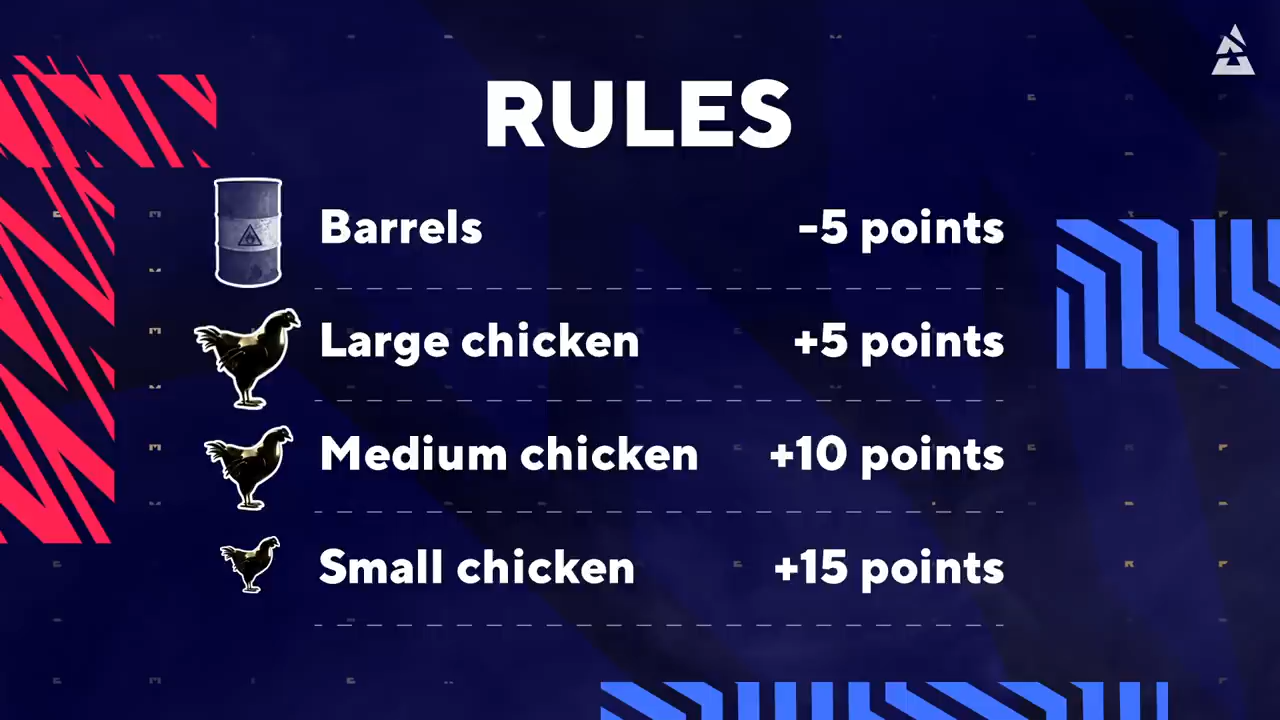 RULES
Barrels -5 points
Large chicken +5 points
Medium chicken +10 points
Small chicken +15 points